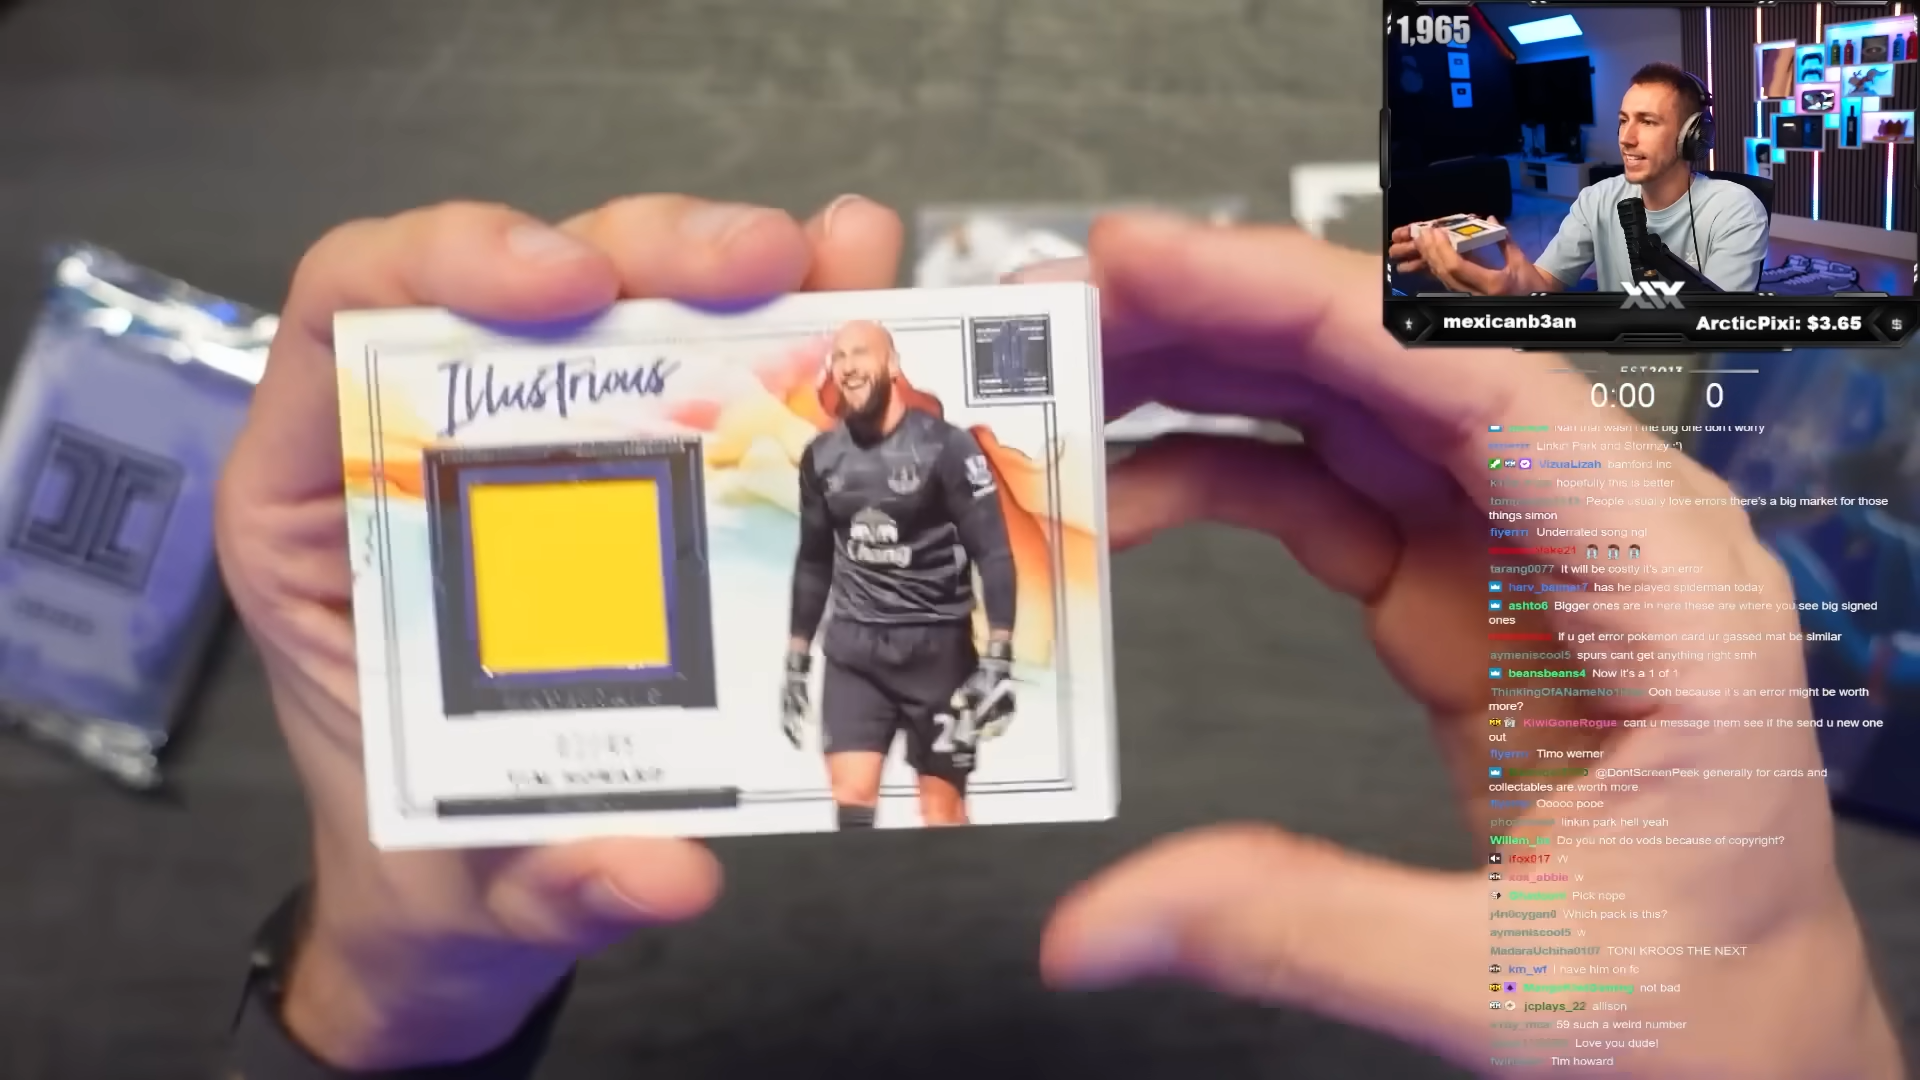 1,965
XIX
mexicanb3an
ArcticPixi: $3.65
EST2013
0:00 0
Illustrious
Chang
24
TIM HOWARD
Nah that wasn't the big one don't worry
Linkin Park and Stormzy :')
VizuaLizah bamford inc
hopefully this is better
People usually love errors there's a big market for those
things simon
Underrated song ngl
tarang0077 It will be costly it's an error
has he played spiderman today
ashto6 Bigger ones are in here these are where you see big signed
ones
If u get error pokemon card ur gassed mat be similar
aymeniscool5 spurs cant get anything right smh
beansbeans4 Now it's a 1 of 1
Ooh because it's an error might be worth
more?
KiwiGoneRogue cant u message them see if the send u new one
out
Timo werner
@DontScreenPeek generally for cards and
collectables are worth more
Ooooo pope
linkin park hell yeah
Do you not do vods because of copyright?
ifox017 W
xox_abbie w
Pick nope
j4n0cygan0 Which pack is this?
aymeniscool5 w
MadaraUchiha0107 TONI KROOS THE NEXT
km_wf I have him on fc
not bad
jcplays_22 allison
59 such a weird number
Love you dude!
Tim howard